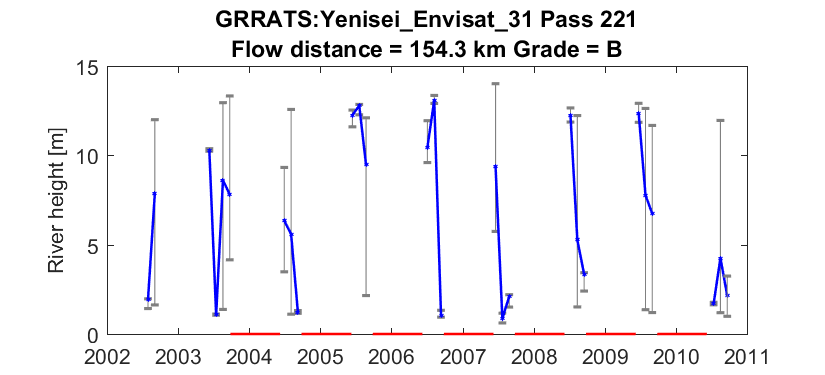 GRRATS:Yenisei_Envisat_31 Pass 221
Flow distance = 154.3 km Grade = B
15
10
5
0
River height [m]
2002 2003 2004 2005 2006 2007 2008 2009 2010 2011